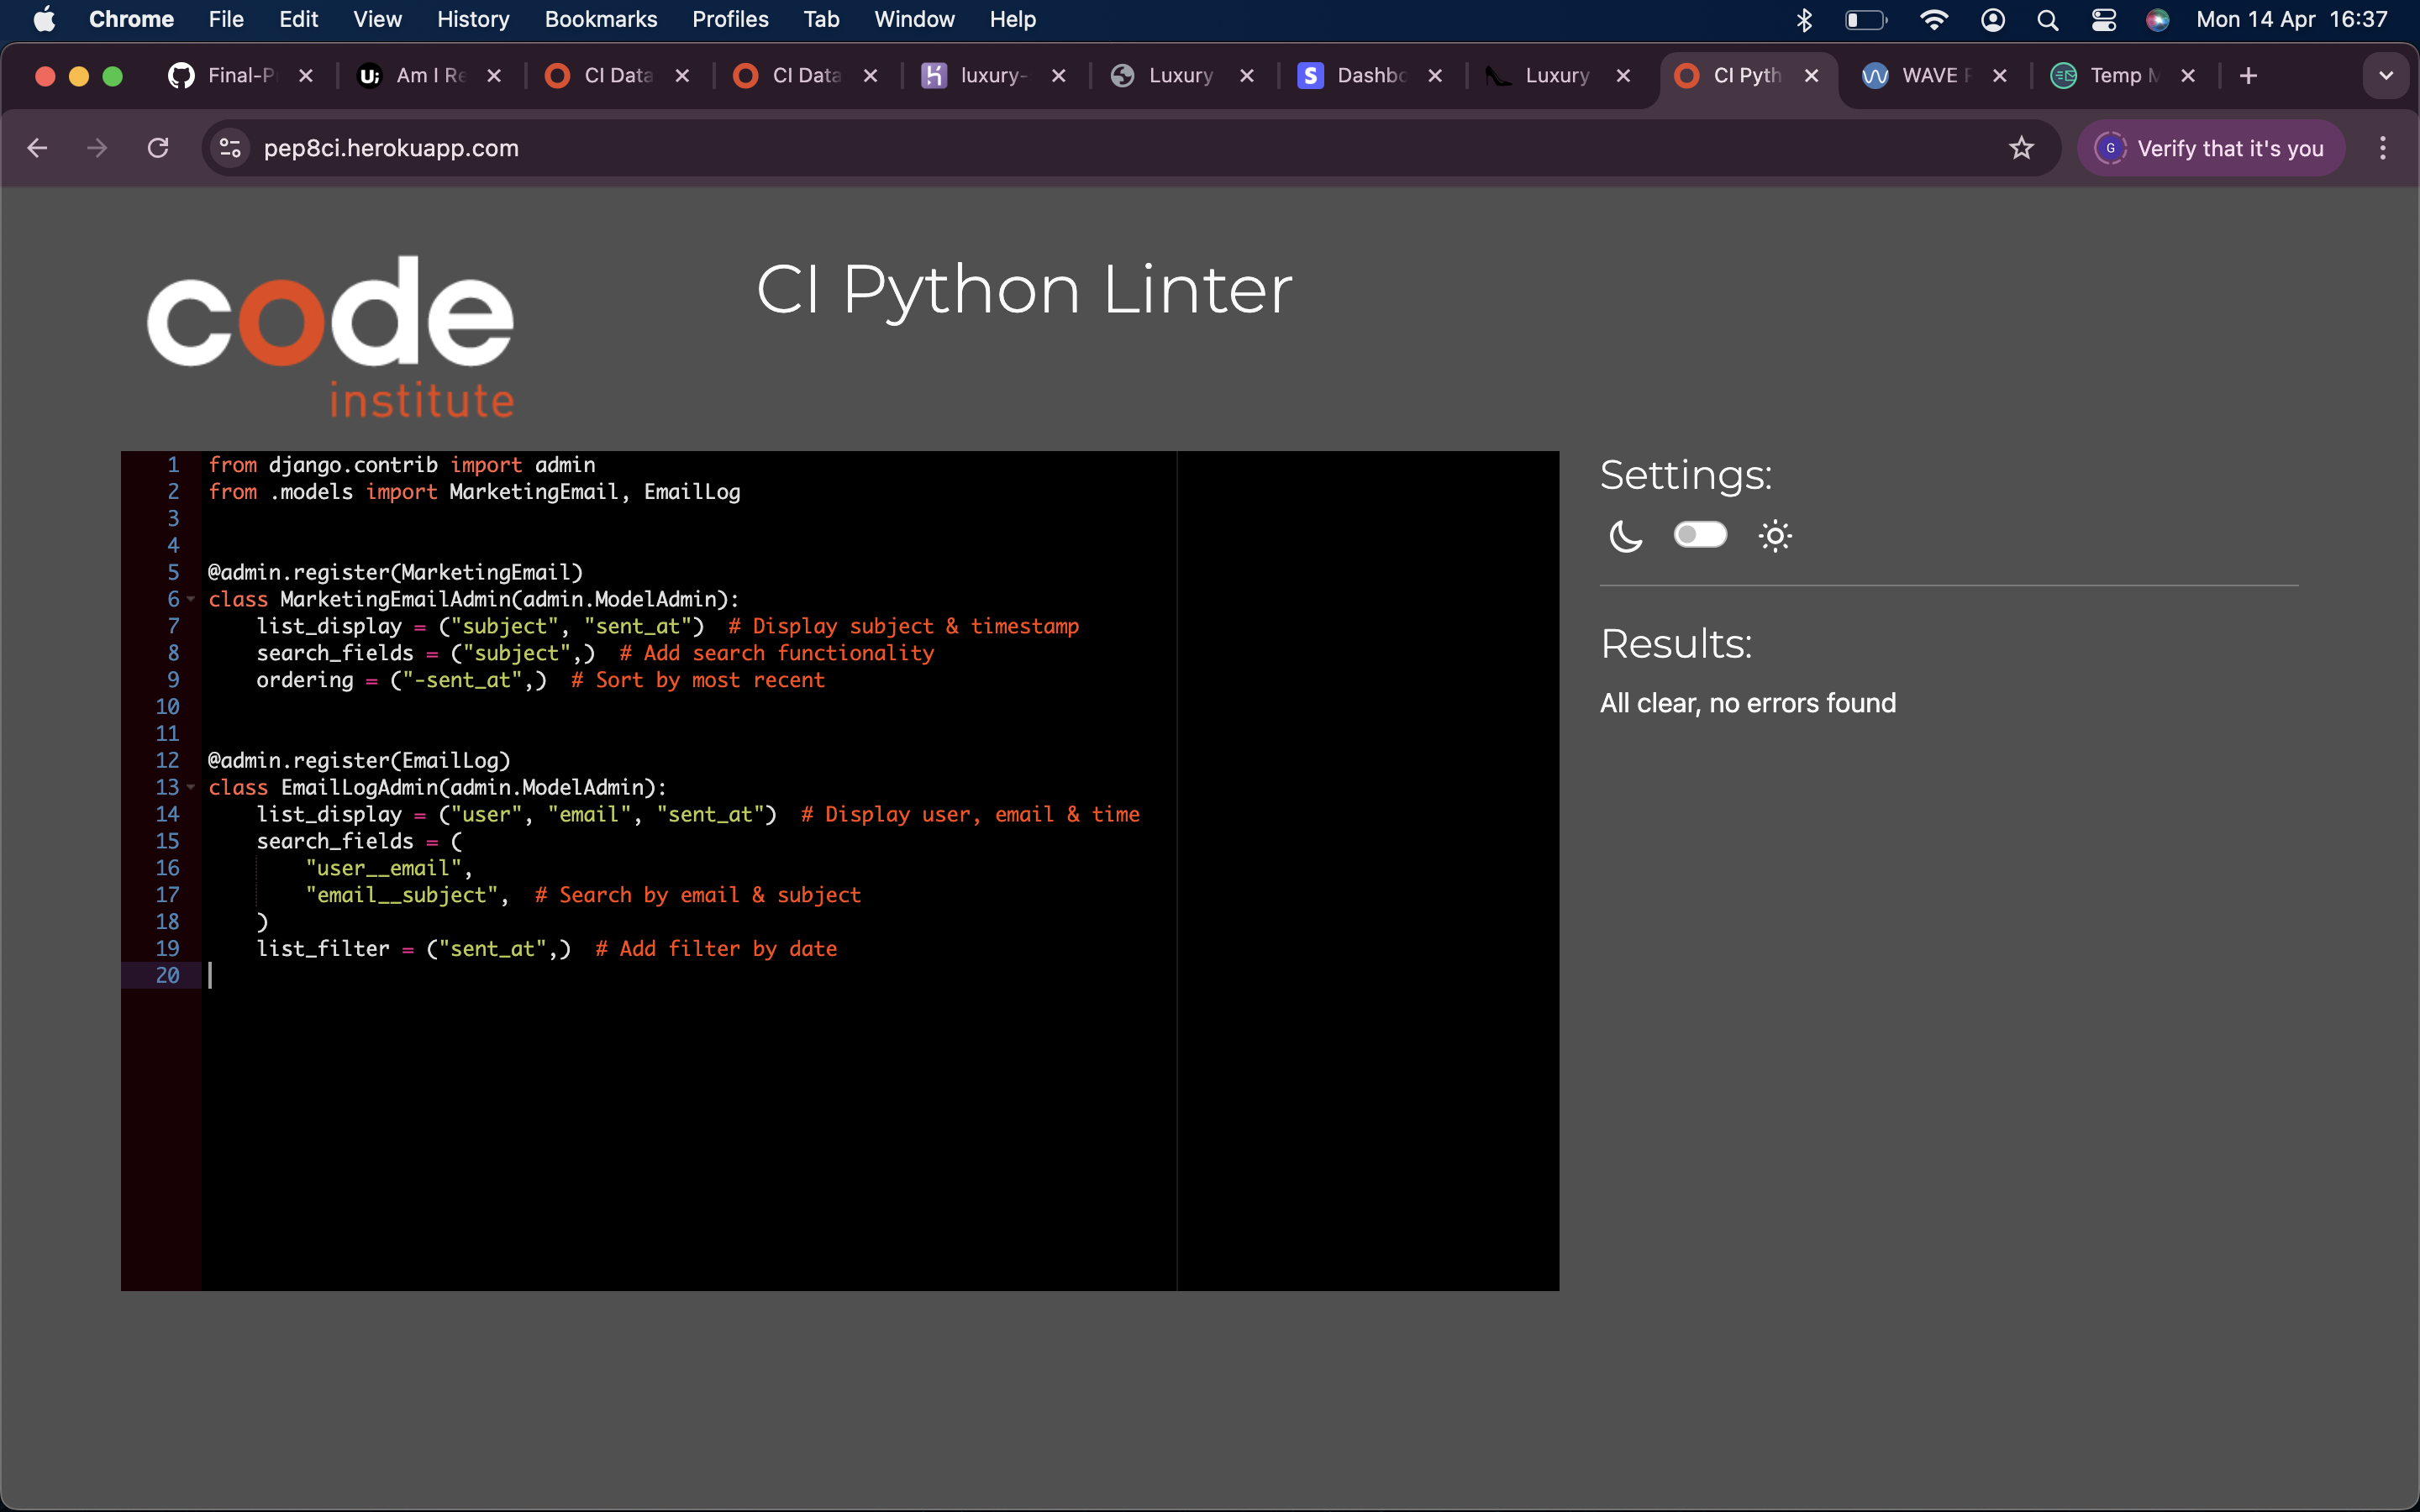 Chrome File Edit View History Bookmarks Profiles Tab Window Help Mon 14 Apr 16:37
Final-P Am I Re CI Data CI Data luxury- Luxury Dashbo Luxury CI Pyth WAVE Temp M
pep8ci.herokuapp.com G Verify that it's you
code
institute
CI Python Linter
1 from django.contrib import admin
2 from .models import MarketingEmail, EmailLog
3
4
5 @admin.register(MarketingEmail)
6 class MarketingEmailAdmin(admin.ModelAdmin):
7     list_display = ("subject", "sent_at")  # Display subject & timestamp
8     search_fields = ("subject",)  # Add search functionality
9     ordering = ("-sent_at",)  # Sort by most recent
10
11
12 @admin.register(EmailLog)
13 class EmailLogAdmin(admin.ModelAdmin):
14     list_display = ("user", "email", "sent_at")  # Display user, email & time
15     search_fields = (
16         "user__email",
17         "email__subject",  # Search by email & subject
18     )
19     list_filter = ("sent_at",)  # Add filter by date
20
Settings:
Results:
All clear, no errors found